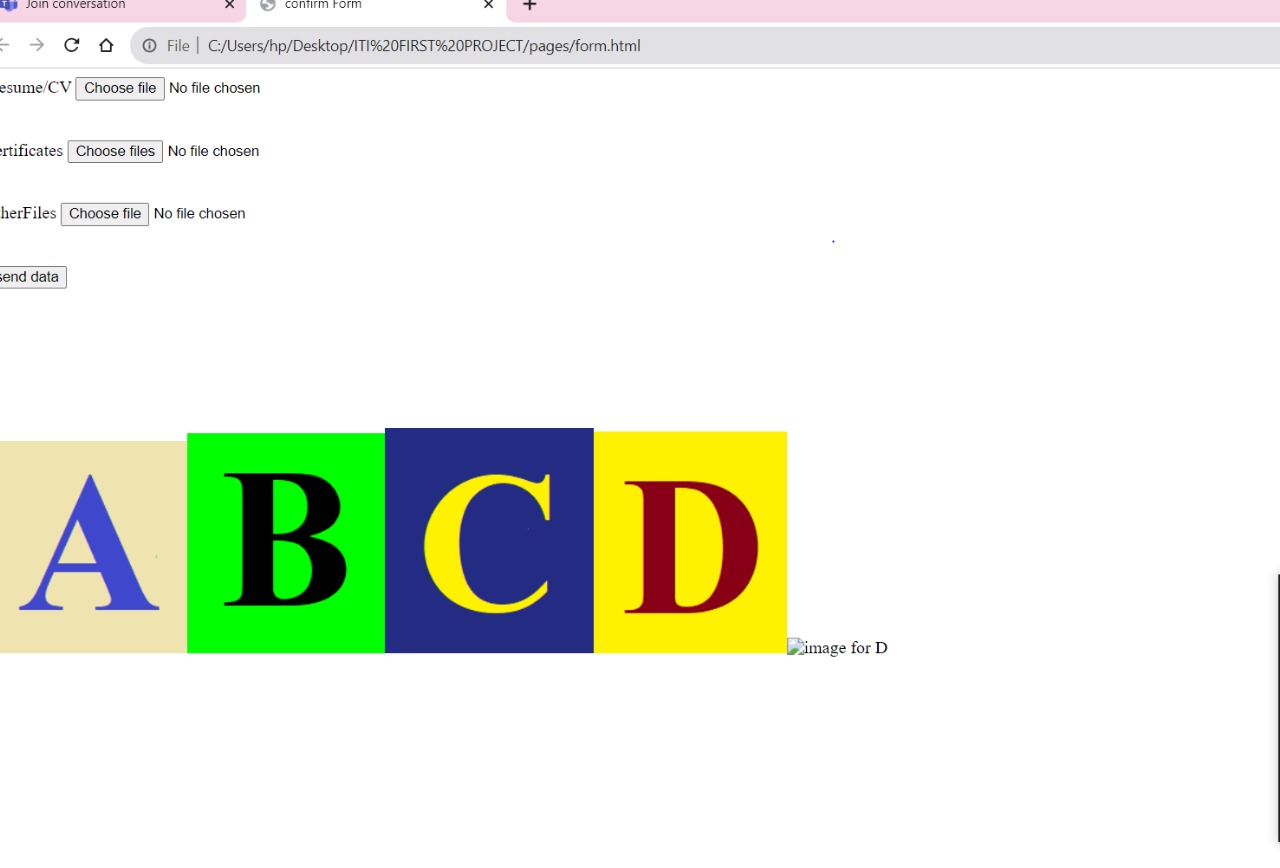 Join conversation confirm Form
File C:/Users/hp/Desktop/ITI%20FIRST%20PROJECT/pages/form.html
esume/CV Choose file No file chosen
ertificates Choose files No file chosen
herFiles Choose file No file chosen
send data
A B C D image for D